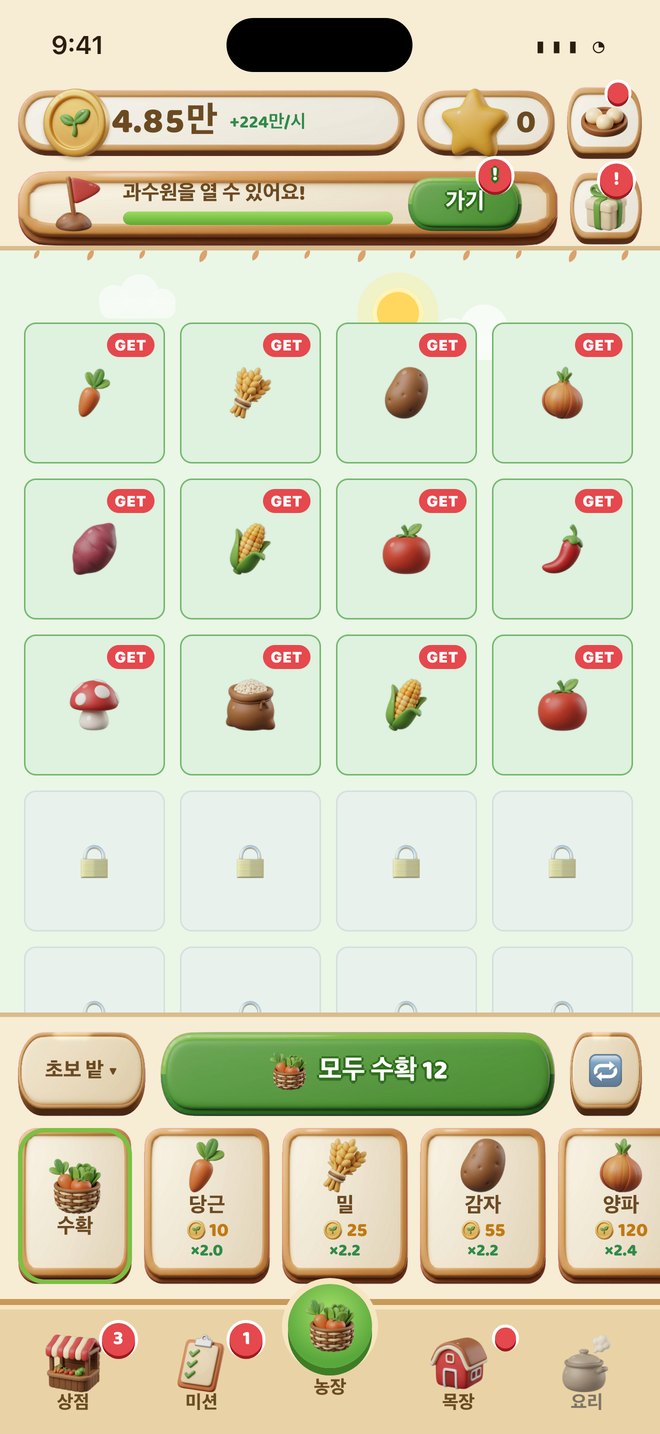 9:41
4.85만 +224만/시
0
과수원을 열 수 있어요!
가기
!
!
GET GET GET GET
GET GET GET GET
GET GET GET GET
초보 밭 ▾
모두 수확 12
수확
당근
10
×2.0
밀
25
×2.2
감자
55
×2.2
양파
120
×2.4
3
상점
1
미션
농장
목장
요리